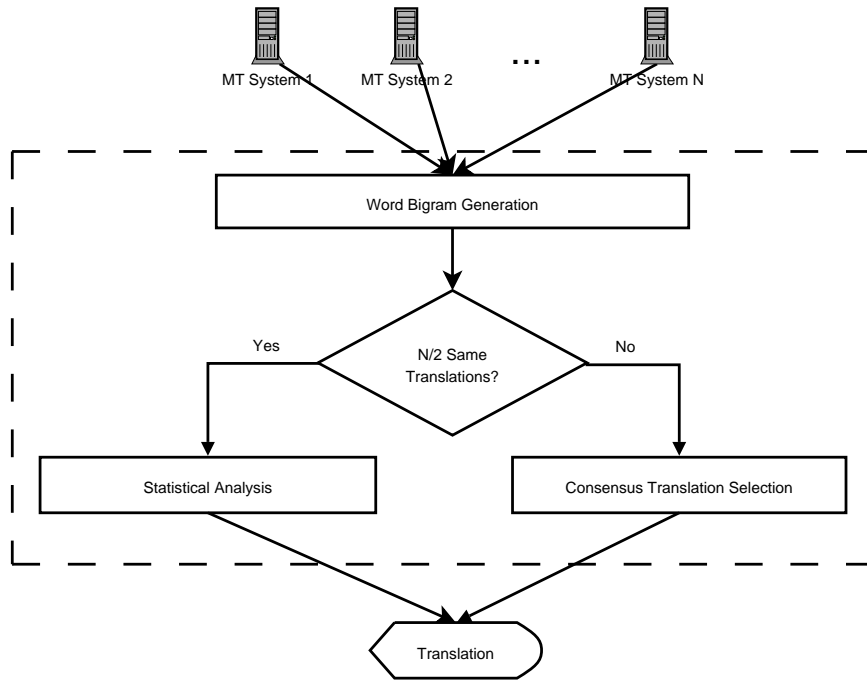 MT System 1
MT System 2
...
MT System N
Word Bigram Generation
Yes
N/2 Same
Translations?
No
Statistical Analysis
Consensus Translation Selection
Translation